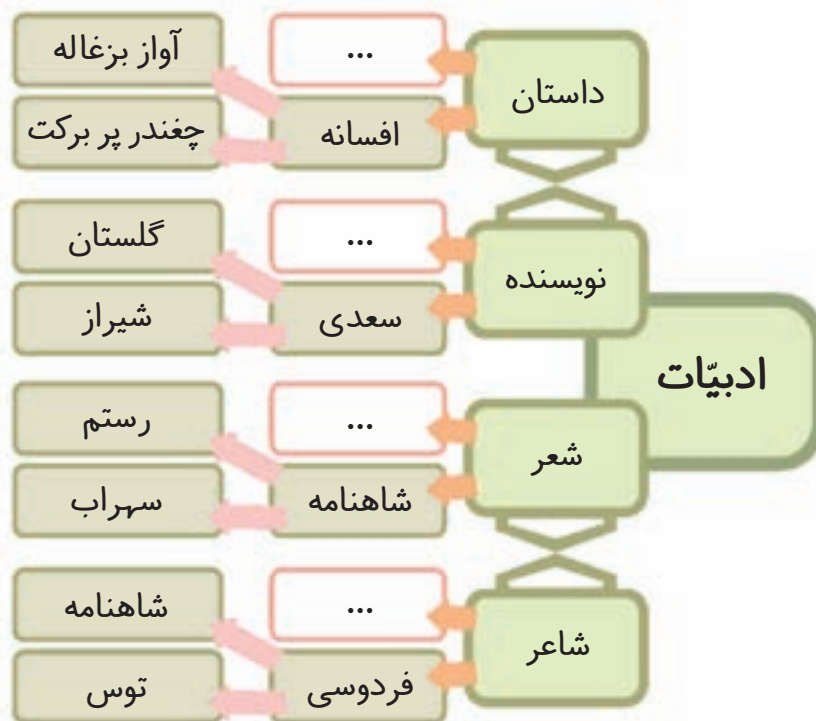 ادبیّات
داستان
...
افسانه
آواز بزغاله
چغندر پر برکت
نویسنده
...
سعدی
گلستان
شیراز
شعر
...
شاهنامه
رستم
سهراب
شاعر
...
فردوسی
شاهنامه
توس